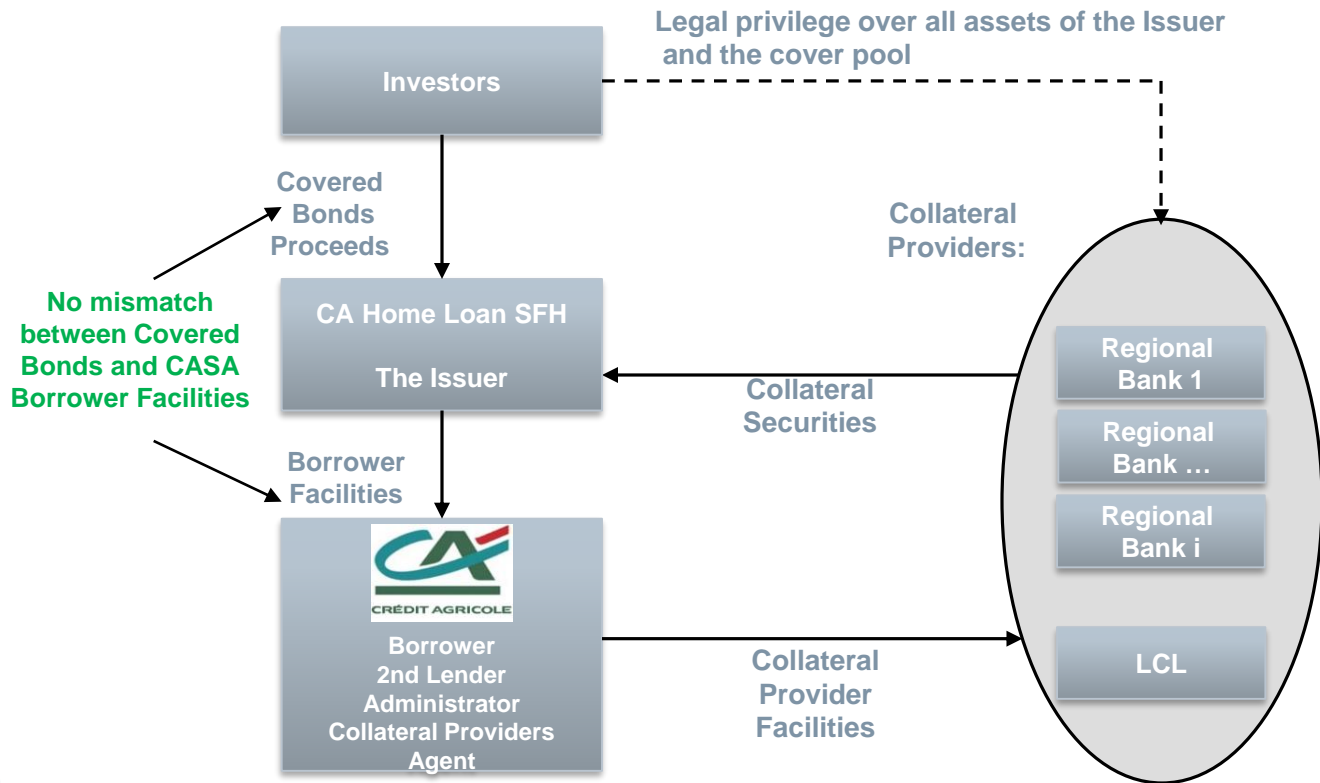 Legal privilege over all assets of the Issuer
and the cover pool
Investors
Covered
Bonds
Proceeds
Collateral
Providers:
No mismatch
between Covered
Bonds and CASA
Borrower Facilities
CA Home Loan SFH
The Issuer
Regional
Bank 1
Collateral
Securities
Regional
Bank …
Borrower
Facilities
Regional
Bank i
CRÉDIT AGRICOLE
Borrower
2nd Lender
Administrator
Collateral Providers
Agent
Collateral
Provider
Facilities
LCL